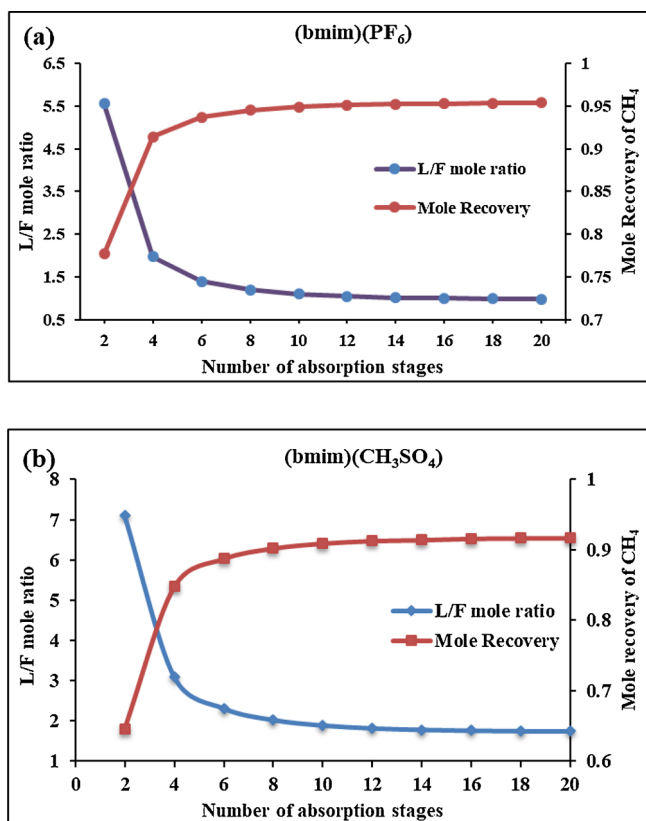 (a)
(bmim)(PF₆)
6.5
5.5
4.5
3.5
2.5
1.5
0.5
L/F mole ratio
1
0.95
0.9
0.85
0.8
0.75
0.7
Mole Recovery of CH₄
L/F mole ratio
Mole Recovery
2 4 6 8 10 12 14 16 18 20
Number of absorption stages
(b)
(bmim)(CH₃SO₄)
8
7
6
5
4
3
2
1
L/F mole ratio
1
0.9
0.8
0.7
0.6
Mole recovery of CH₄
L/F mole ratio
Mole Recovery
0 2 4 6 8 10 12 14 16 18 20
Number of absorption stages